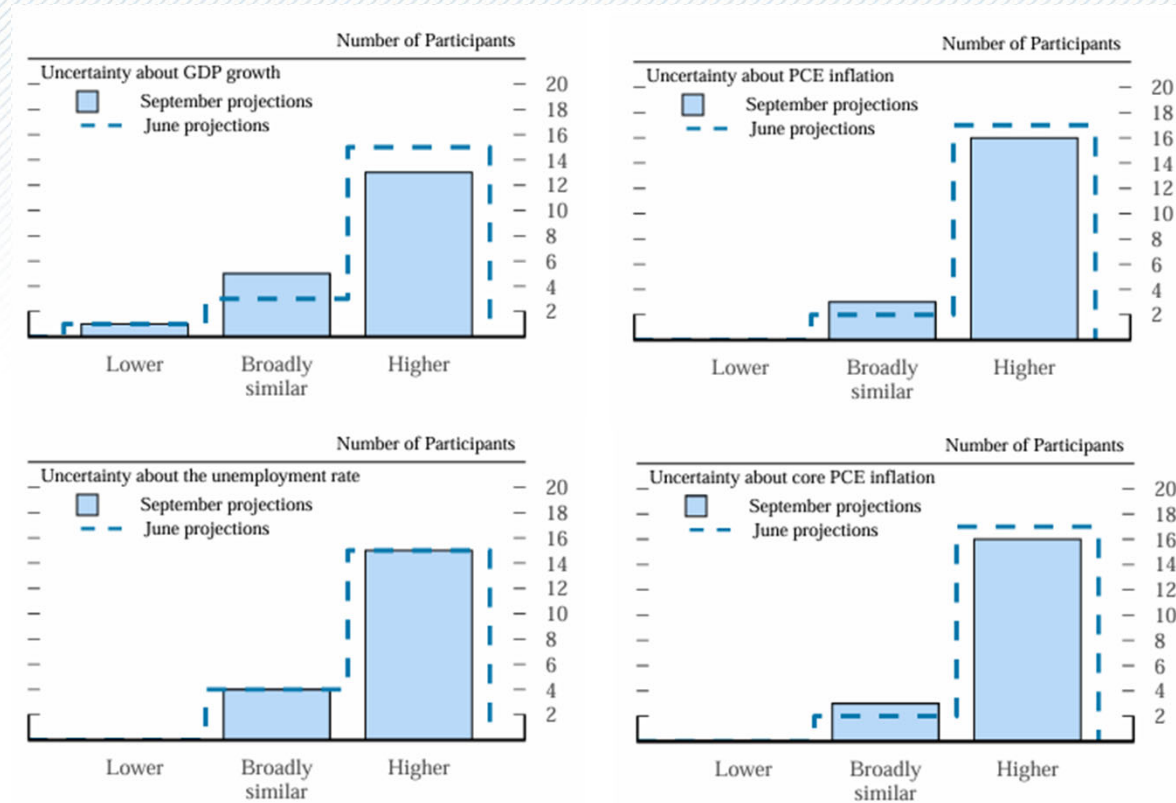 Number of Participants
Uncertainty about GDP growth
September projections
June projections
20
18
16
14
12
10
8
6
4
2
Lower
Broadly
similar
Higher
Number of Participants
Uncertainty about PCE inflation
September projections
June projections
20
18
16
14
12
10
8
6
4
2
Lower
Broadly
similar
Higher
Number of Participants
Uncertainty about the unemployment rate
September projections
June projections
20
18
16
14
12
10
8
6
4
2
Lower
Broadly
similar
Higher
Number of Participants
Uncertainty about core PCE inflation
September projections
June projections
20
18
16
14
12
10
8
6
4
2
Lower
Broadly
similar
Higher